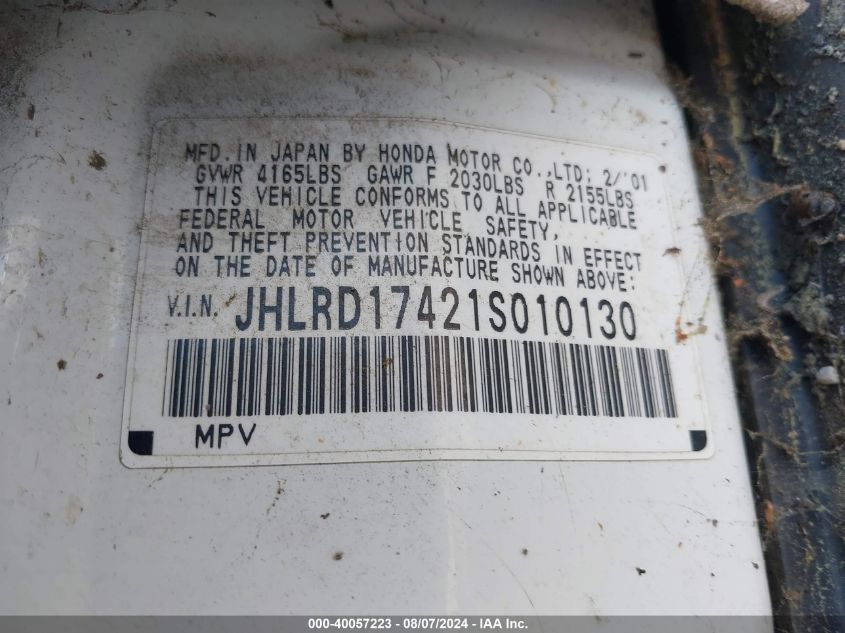 MFD. IN JAPAN BY HONDA MOTOR CO., LTD; 2/'01
GVWR 4165LBS GAWR F 2030LBS R 2155LBS
THIS VEHICLE CONFORMS TO ALL APPLICABLE
FEDERAL MOTOR VEHICLE SAFETY,
AND THEFT PREVENTION STANDARDS IN EFFECT
ON THE DATE OF MANUFACTURE SHOWN ABOVE:
V.I.N. JHLRD17421S010130
MPV
000-40057223 - 08/07/2024 - IAA Inc.